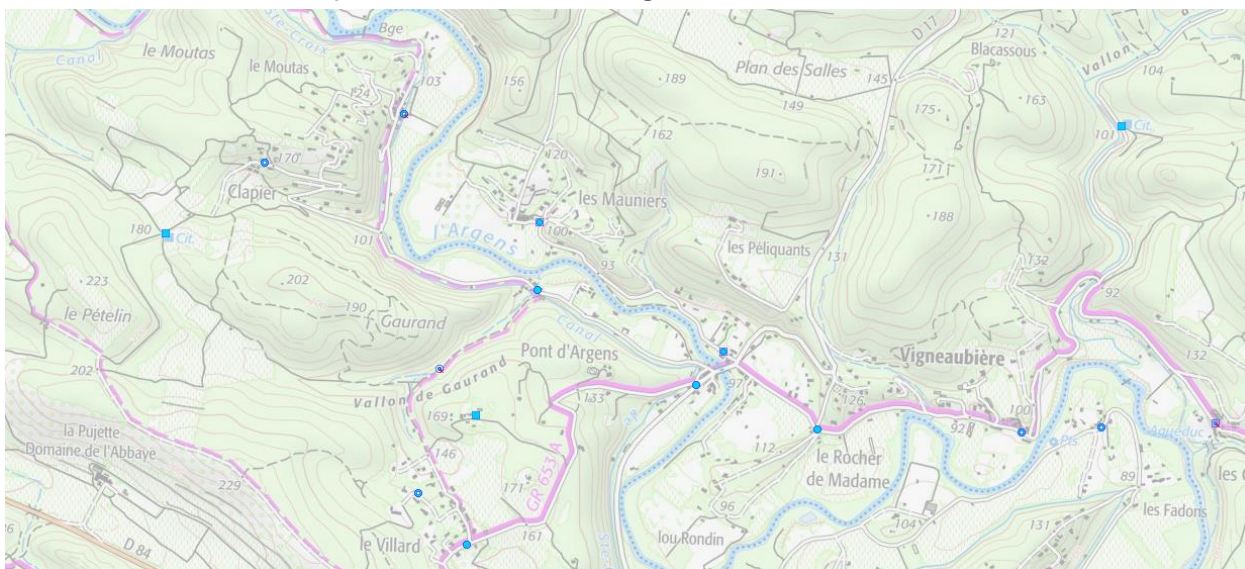 Bge
le Moutas
le Moutas
Canal
103
124
156
189
Plan des Salles
145
D 17
121
Blacassous
Vallon
104
149
175
163
101
Cit.
162
170
Clapier
120
les Mauniers
191
171
188
180
Cit.
101
100
l'Argens
93
les Péliquants
131
132
223
202
190
Gaurand
92
le Pételin
Canal
Pont d'Argens
97
Vigneaubière
132
202
Vallon de Gaurand
133
126
100
169
92
Pts
Aqueduc
la Pujette
Domaine de l'Abbaye
146
112
le Rocher
de Madame
89
229
171
GR 653 A
96
104
131
les Fadons
D 84
le Villard
161
lou Rondin